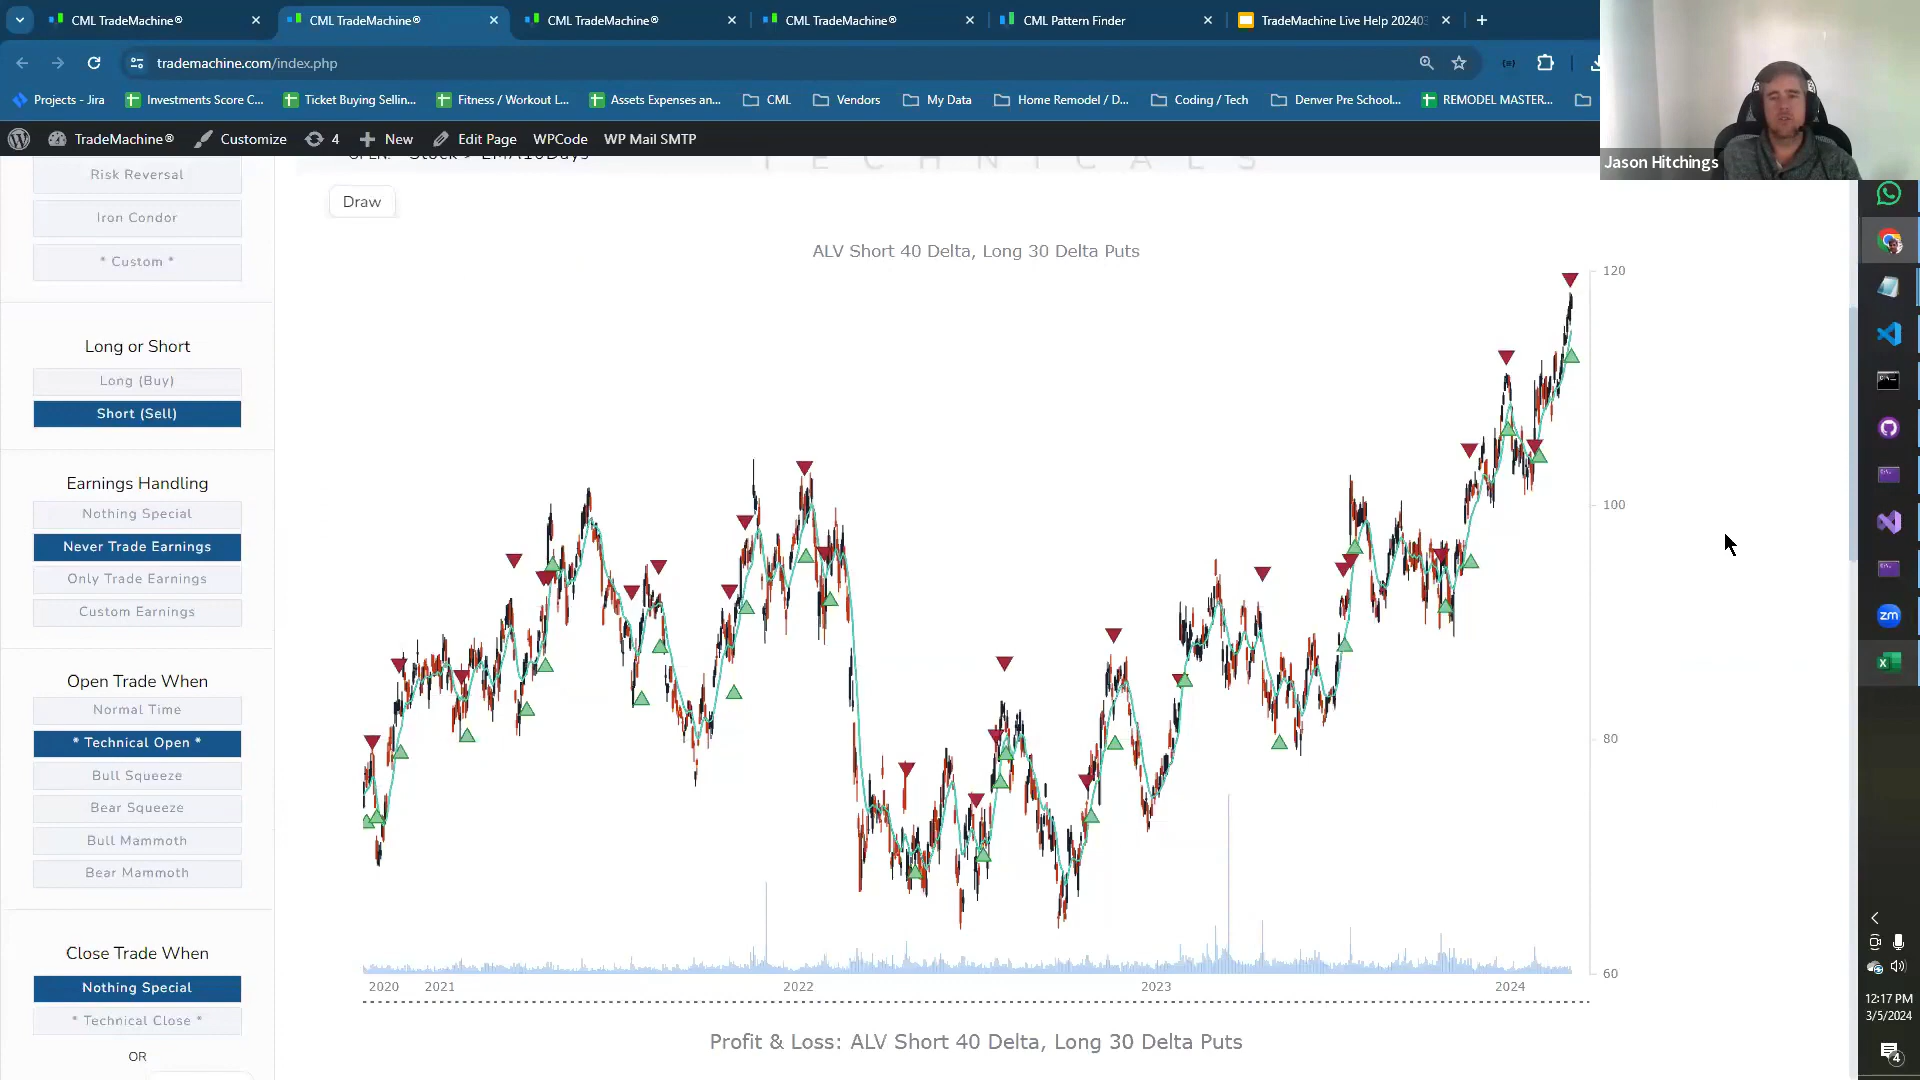 CML TradeMachine®
CML TradeMachine®
CML TradeMachine®
CML TradeMachine®
CML Pattern Finder
TradeMachine Live Help 20240
trademachine.com/index.php
Projects - Jira
Investments Score C...
Ticket Buying Sellin...
Fitness / Workout L...
Assets Expenses an...
CML
Vendors
My Data
Home Remodel / D...
Coding / Tech
Denver Pre School...
REMODEL MASTER...
TradeMachine®
Customize
4
New
Edit Page
WPCode
WP Mail SMTP
Jason Hitchings
OPEN: Stock > EMA10Days
TECHNICALS
Draw
Risk Reversal
Iron Condor
* Custom *
Long or Short
Long (Buy)
Short (Sell)
Earnings Handling
Nothing Special
Never Trade Earnings
Only Trade Earnings
Custom Earnings
Open Trade When
Normal Time
* Technical Open *
Bull Squeeze
Bear Squeeze
Bull Mammoth
Bear Mammoth
Close Trade When
Nothing Special
* Technical Close *
OR
ALV Short 40 Delta, Long 30 Delta Puts
120
100
80
60
2020
2021
2022
2023
2024
Profit & Loss: ALV Short 40 Delta, Long 30 Delta Puts
zm
12:17 PM
3/5/2024
4